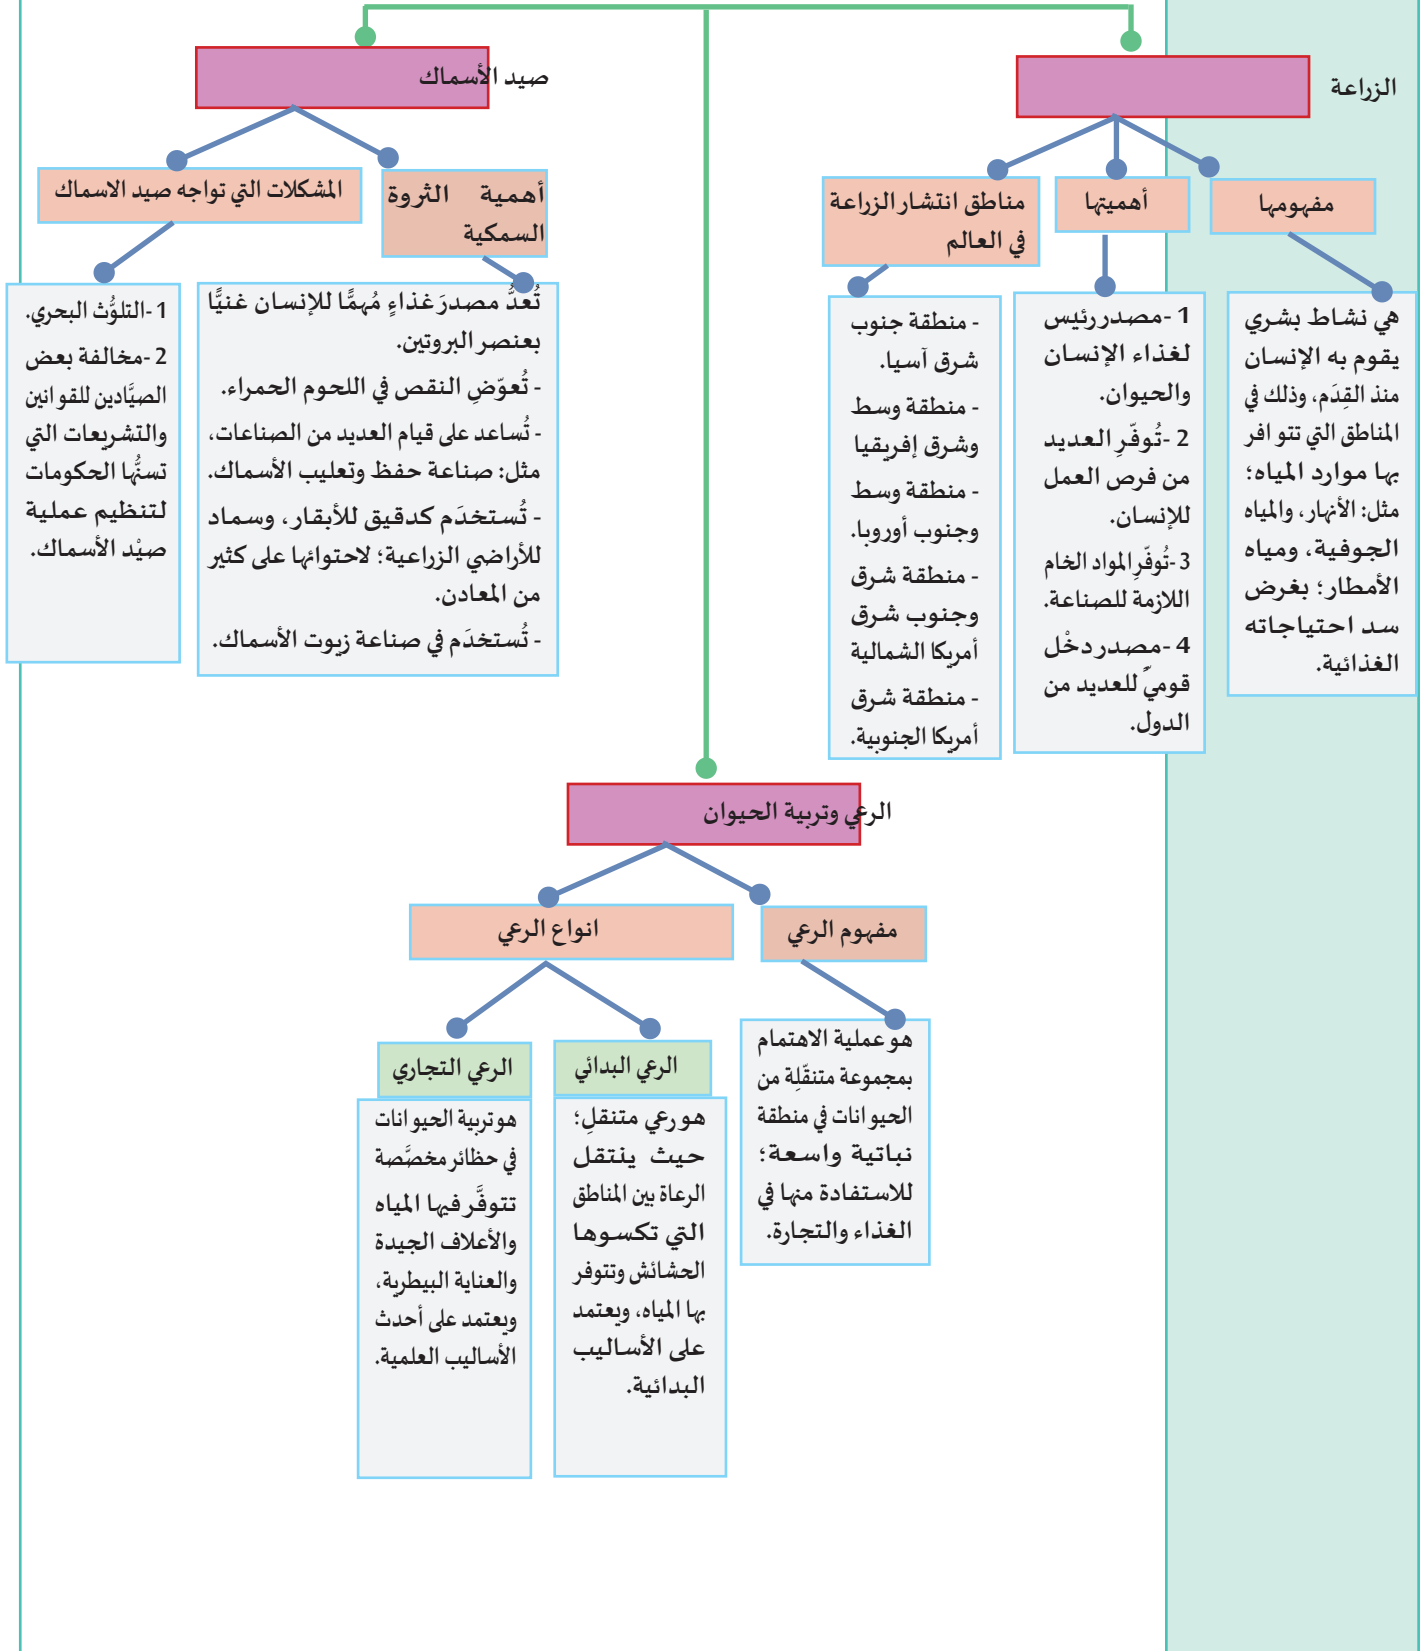 الزراعة
مفهومها
هي نشاط بشري
يقوم به الإنسان
منذ القِدَم، وذلك في
المناطق التي تتوافر
بها موارد المياه؛
مثل: الأنهار، والمياه
الجوفية، ومياه
الأمطار؛ بغرض
سد احتياجاته
الغذائية.
أهميتها
1 -مصدر رئيس
لغذاء الإنسان
والحيوان.
2 -تُوفّرِ العديد
من فرص العمل
للإنسان.
3 -تُوفّرِ المواد الخام
اللازمة للصناعة.
4 -مصدر دخْل
قوميٍّ للعديد من
الدول.
مناطق انتشار الزراعة
في العالم
- منطقة جنوب
شرق آسيا.
- منطقة وسط
وشرق إفريقيا
- منطقة وسط
وجنوب أوروبا.
- منطقة شرق
وجنوب شرق
أمريكا الشمالية
- منطقة شرق
أمريكا الجنوبية.
صيد الأسماك
أهمية الثروة
السمكية
تُعدُّ مصدرَ غذاءٍ مُهمًّا للإنسان غنيًّا
بعنصر البروتين.
- تُعوّضِ النقص في اللحوم الحمراء.
- تُساعد على قيام العديد من الصناعات،
مثل: صناعة حفظ وتعليب الأسماك.
- تُستخدَم كدقيق للأبقار، وسماد
للأراضي الزراعية؛ لاحتوائها على كثير
من المعادن.
- تُستخدَم في صناعة زيوت الأسماك.
المشكلات التي تواجه صيد الاسماك
1 -التلوُّث البحري.
2 -مخالفة بعض
الصيَّادين للقوانين
والتشريعات التي
تسنُّها الحكومات
لتنظيم عملية
صيْد الأسماك.
الرعي وتربية الحيوان
مفهوم الرعي
هو عملية الاهتمام
بمجموعة متنقّلِة من
الحيوانات في منطقة
نباتية واسعة؛
للاستفادة منها في
الغذاء والتجارة.
انواع الرعي
الرعي البدائي
هو رعي متنقلِ؛
حيث ينتقل
الرعاة بين المناطق
التي تكسوها
الحشائش وتتوفر
بها المياه، ويعتمد
على الأساليب
البدائية.
الرعي التجاري
هو تربية الحيوانات
في حظائر مخصَّصة
تتوفَّر فيها المياه
والأعلاف الجيدة
والعناية البيطرية،
ويعتمد على أحدث
الأساليب العلمية.